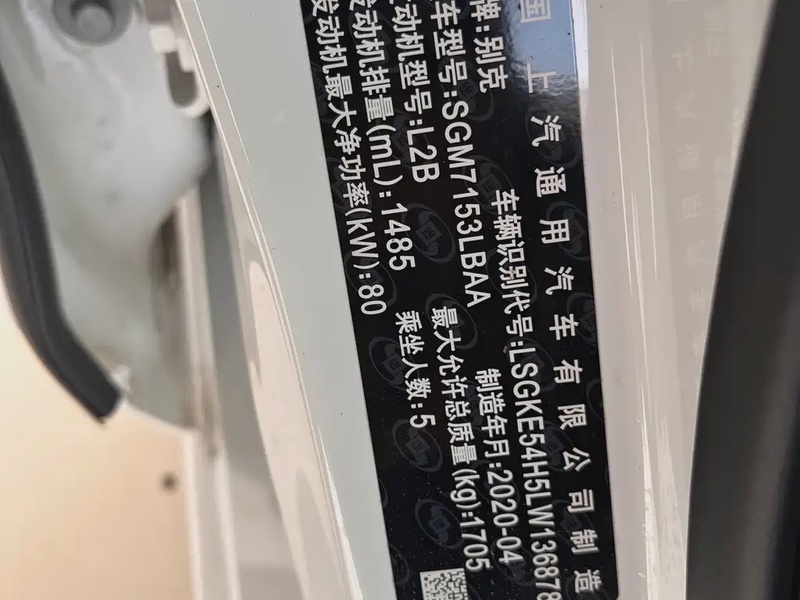 国 上汽通用汽车有限公司制造
牌:别克
车辆识别代号:LSGKE54H5LW136878
车型号:SGM7153LBAA
制造年月:2020-04
动机型号:L2B
最大允许总质量(kg):1705
发动机排量(mL):1485
乘坐人数:5
发动机最大净功率(kW):80